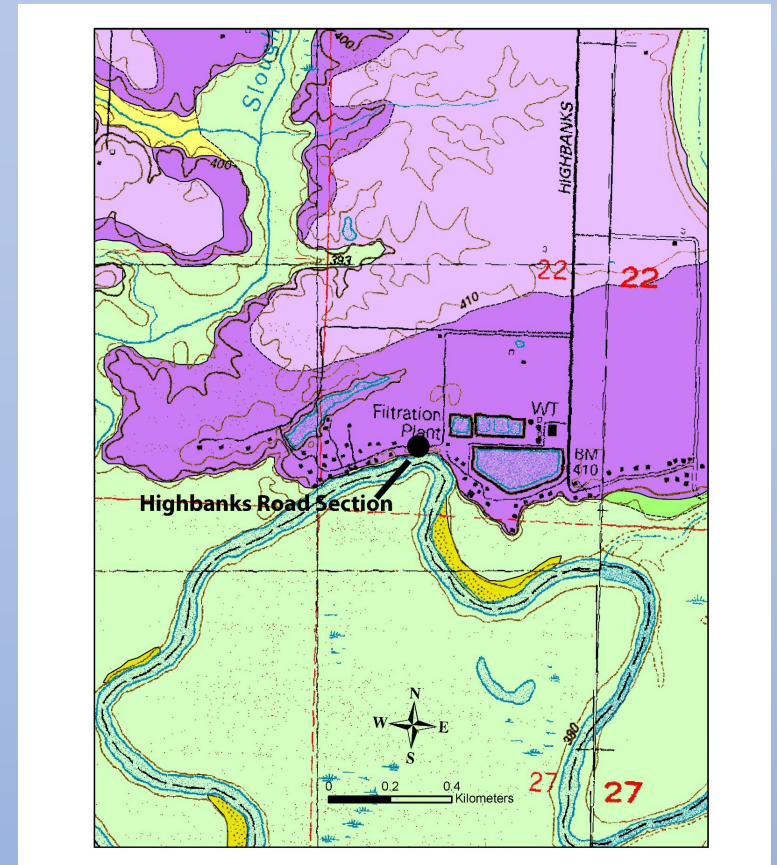 400
Slough
400
HIGHBANKS
393
22
22
410
Filtration
Plant
WT
BM
410
Highbanks Road Section
N
W E
S
380
0 0.2 0.4
Kilometers
27
27